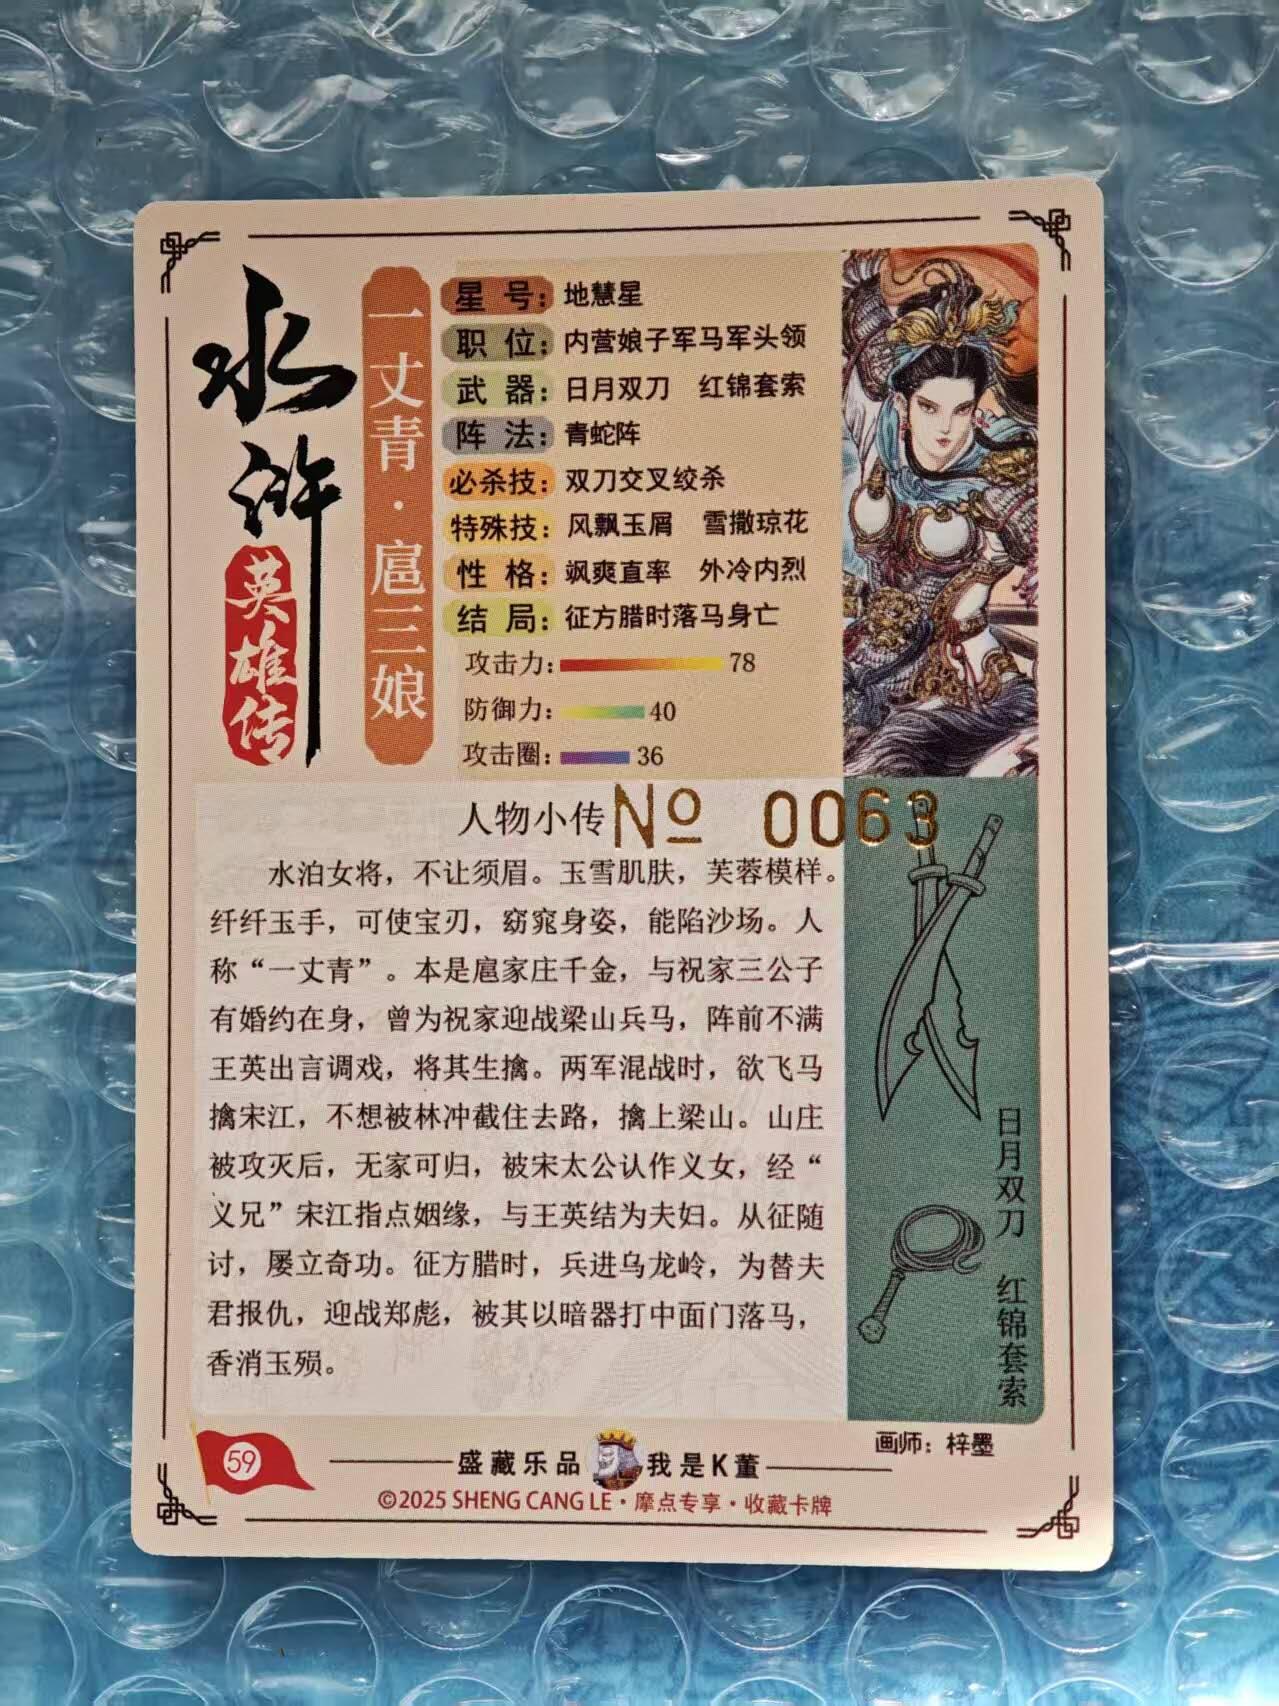 水浒
英雄传
一丈青·扈三娘
星号：地慧星
职位：内营娘子军马军头领
武器：日月双刀 红锦套索
阵法：青蛇阵
必杀技：双刀交叉绞杀
特殊技：风飘玉屑 雪撒琼花
性格：飒爽直率 外冷内烈
结局：征方腊时落马身亡
攻击力：78
防御力：40
攻击圈：36
人物小传
№ 0063
水泊女将，不让须眉。玉雪肌肤，芙蓉模样。
纤纤玉手，可使宝刃，窈窕身姿，能陷沙场。人
称“一丈青”。本是扈家庄千金，与祝家三公子
有婚约在身，曾为祝家迎战梁山兵马，阵前不满
王英出言调戏，将其生擒。两军混战时，欲飞马
擒宋江，不想被林冲截住去路，擒上梁山。山庄
被攻灭后，无家可归，被宋太公认作义女，经“
义兄”宋江指点姻缘，与王英结为夫妇。从征随
讨，屡立奇功。征方腊时，兵进乌龙岭，为替夫
君报仇，迎战郑彪，被其以暗器打中面门落马，
香消玉殒。
日月双刀 红锦套索
59
盛藏乐品 我是K董
画师：梓墨
©2025 SHENG CANG LE·摩点专享·收藏卡牌